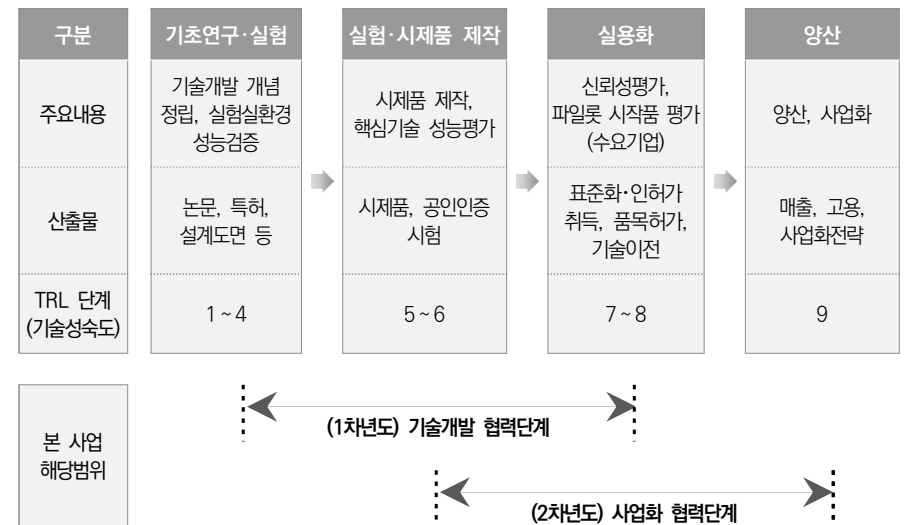 구분
기초연구·실험
실험·시제품 제작
실용화
양산
주요내용
기술개발 개념
정립, 실험실환경
성능검증
시제품 제작,
핵심기술 성능평가
신뢰성평가,
파일롯 시작품 평가
(수요기업)
양산, 사업화
산출물
논문, 특허,
설계도면 등
시제품, 공인인증
시험
표준화·인허가
취득, 품목허가,
기술이전
매출, 고용,
사업화전략
TRL 단계
(기술성숙도)
1~4
5~6
7~8
9
본 사업
해당범위
(1차년도) 기술개발 협력단계
(2차년도) 사업화 협력단계